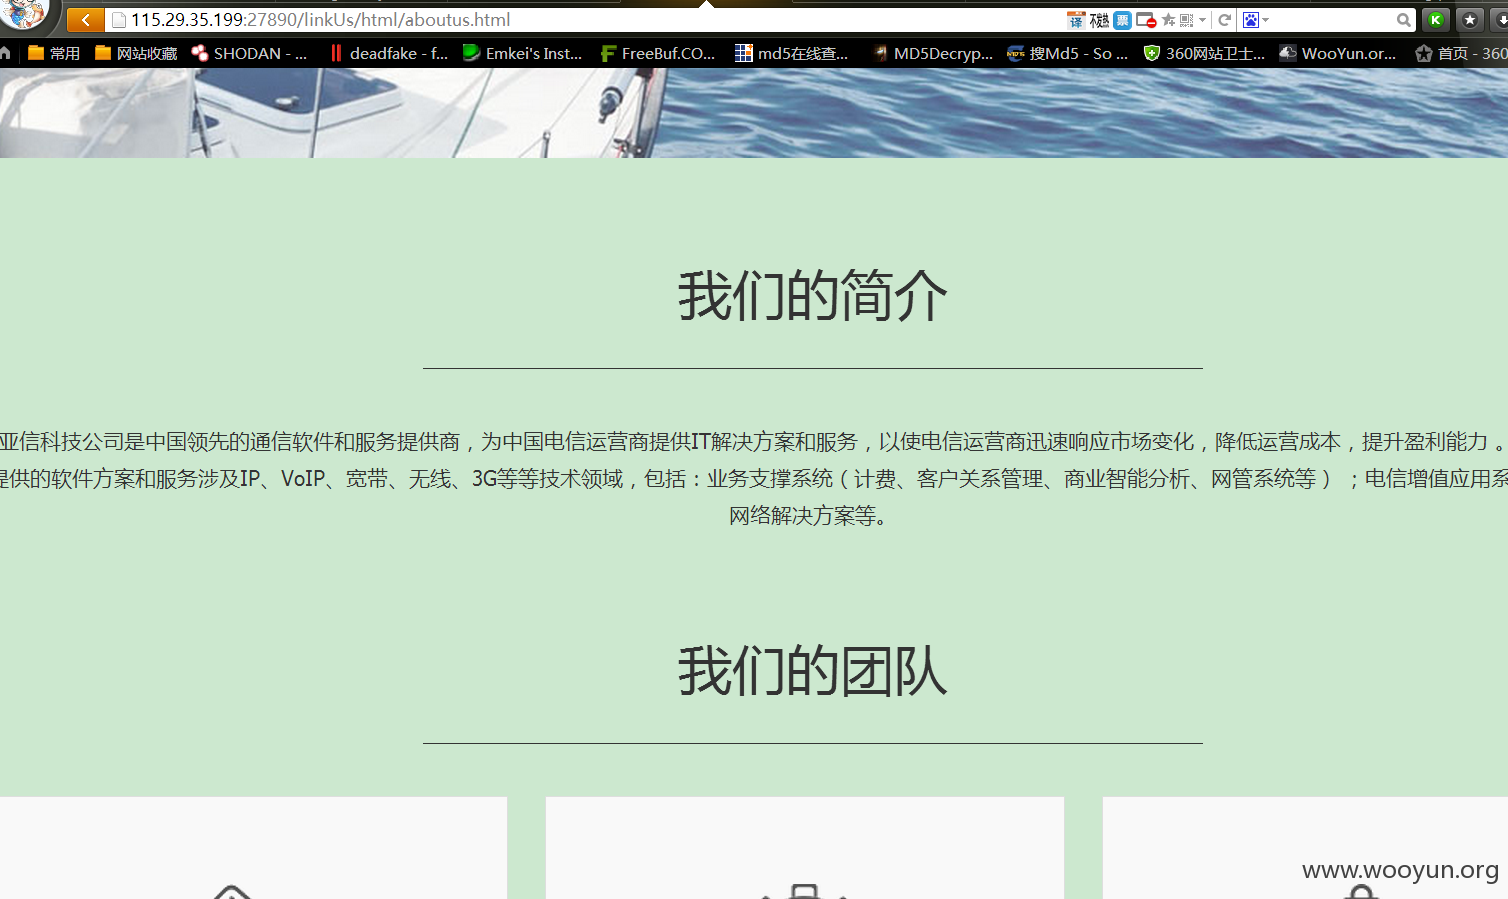 115.29.35.199:27890/linkUs/html/aboutus.html
常用 网站收藏 SHODAN - ... deadfake - f... Emkei's Inst... FreeBuf.CO... md5在线查... MD5Decryp... 搜Md5 - So ... 360网站卫士... WooYun.or... 首页 - 360
我们的简介
亚信科技公司是中国领先的通信软件和服务提供商，为中国电信运营商提供IT解决方案和服务，以使电信运营商迅速响应市场变化，降低运营成本，提升盈利能力。
提供的软件方案和服务涉及IP、VoIP、宽带、无线、3G等等技术领域，包括：业务支撑系统（计费、客户关系管理、商业智能分析、网管系统等）；电信增值应用系
网络解决方案等。
我们的团队
www.wooyun.org